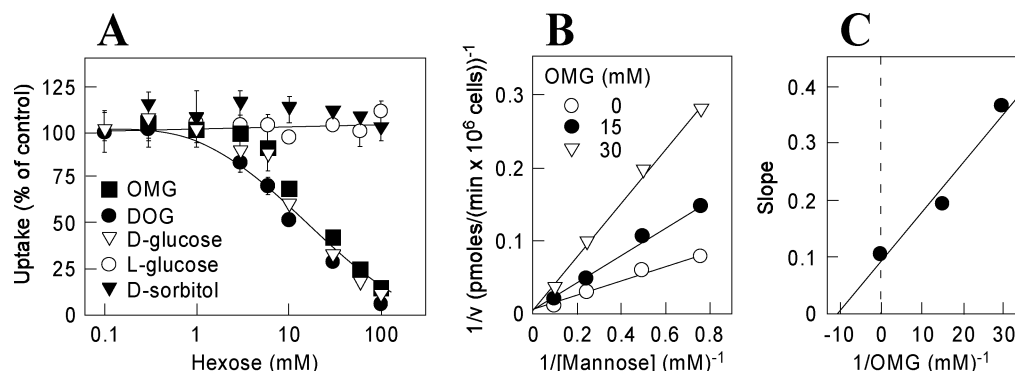 A
Uptake (% of control)
125
100
75
50
25
0
OMG
DOG
D-glucose
L-glucose
D-sorbitol
0.1
1
10
100
Hexose (mM)
B
1/v (pmoles/(min x 10⁶ cells))⁻¹
0.3
0.2
0.1
0
OMG (mM)
0
15
30
0 0.2 0.4 0.6 0.8 1.0
1/[Mannose] (mM)⁻¹
C
Slope
0.4
0.2
0
-10 0 10 20 30
1/OMG (mM)⁻¹